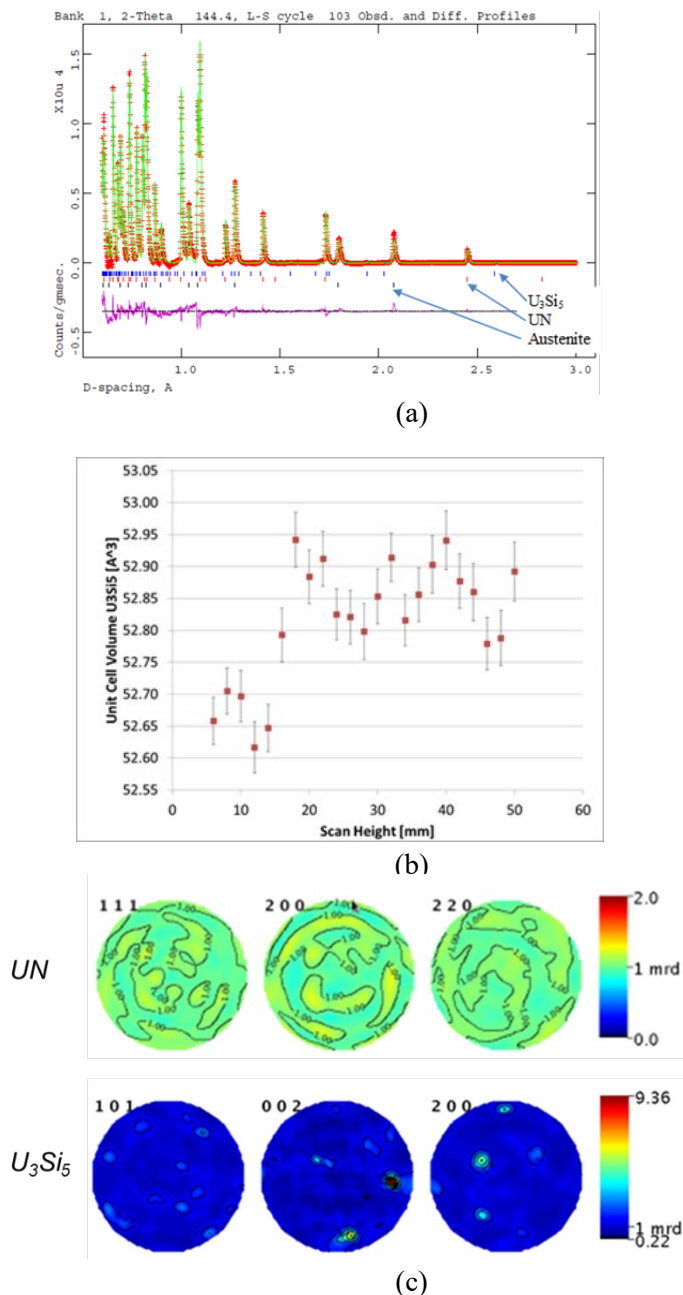 Bank 1, 2-Theta 144.4, L-S cycle 103 Obsd. and Diff. Profiles
X10u 4
1.5
1.0
0.5
0.0
-0.5
Counts/gmsec.
U₃Si₅
UN
Austenite
1.0 1.5 2.0 2.5 3.0
D-spacing, A
(a)
53.05
53.00
52.95
52.90
52.85
52.80
52.75
52.70
52.65
52.60
52.55
Unit Cell Volume U3Si5 [A^3]
0 10 20 30 40 50 60
Scan Height [mm]
(b)
UN
1 1 1 2 0 0 2 2 0
2.0
1 mrd
0.0
U₃Si₅
1 0 1 0 0 2 2 0 0
9.36
1 mrd
0.22
(c)